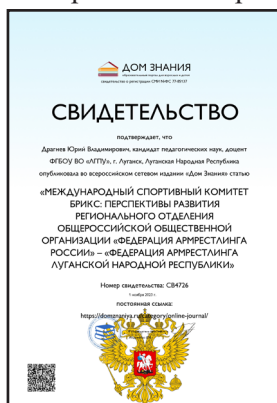 ДОМ ЗНАНИЯ
СВИДЕТЕЛЬСТВО
подтверждает, что
Драгнев Юрий Владимирович, кандидат педагогических наук, доцент
ФГБОУ ВО «ЛГПУ», г. Луганск, Луганская Народная Республика
опубликовала во всероссийском сетевом издании «Дом Знания» статью
«МЕЖДУНАРОДНЫЙ СПОРТИВНЫЙ КОМИТЕТ
БРИКС: ПЕРСПЕКТИВЫ РАЗВИТИЯ
РЕГИОНАЛЬНОГО ОТДЕЛЕНИЯ
ОБЩЕРОССИЙСКОЙ ОБЩЕСТВЕННОЙ
ОРГАНИЗАЦИИ «ФЕДЕРАЦИЯ АРМРЕСТЛИНГА
РОССИИ» – «ФЕДЕРАЦИЯ АРМРЕСТЛИНГА
ЛУГАНСКОЙ НАРОДНОЙ РЕСПУБЛИКИ»
Номер свидетельства: СВ4726
постоянная ссылка:
https://domznaniya.ru/category/online-journal/